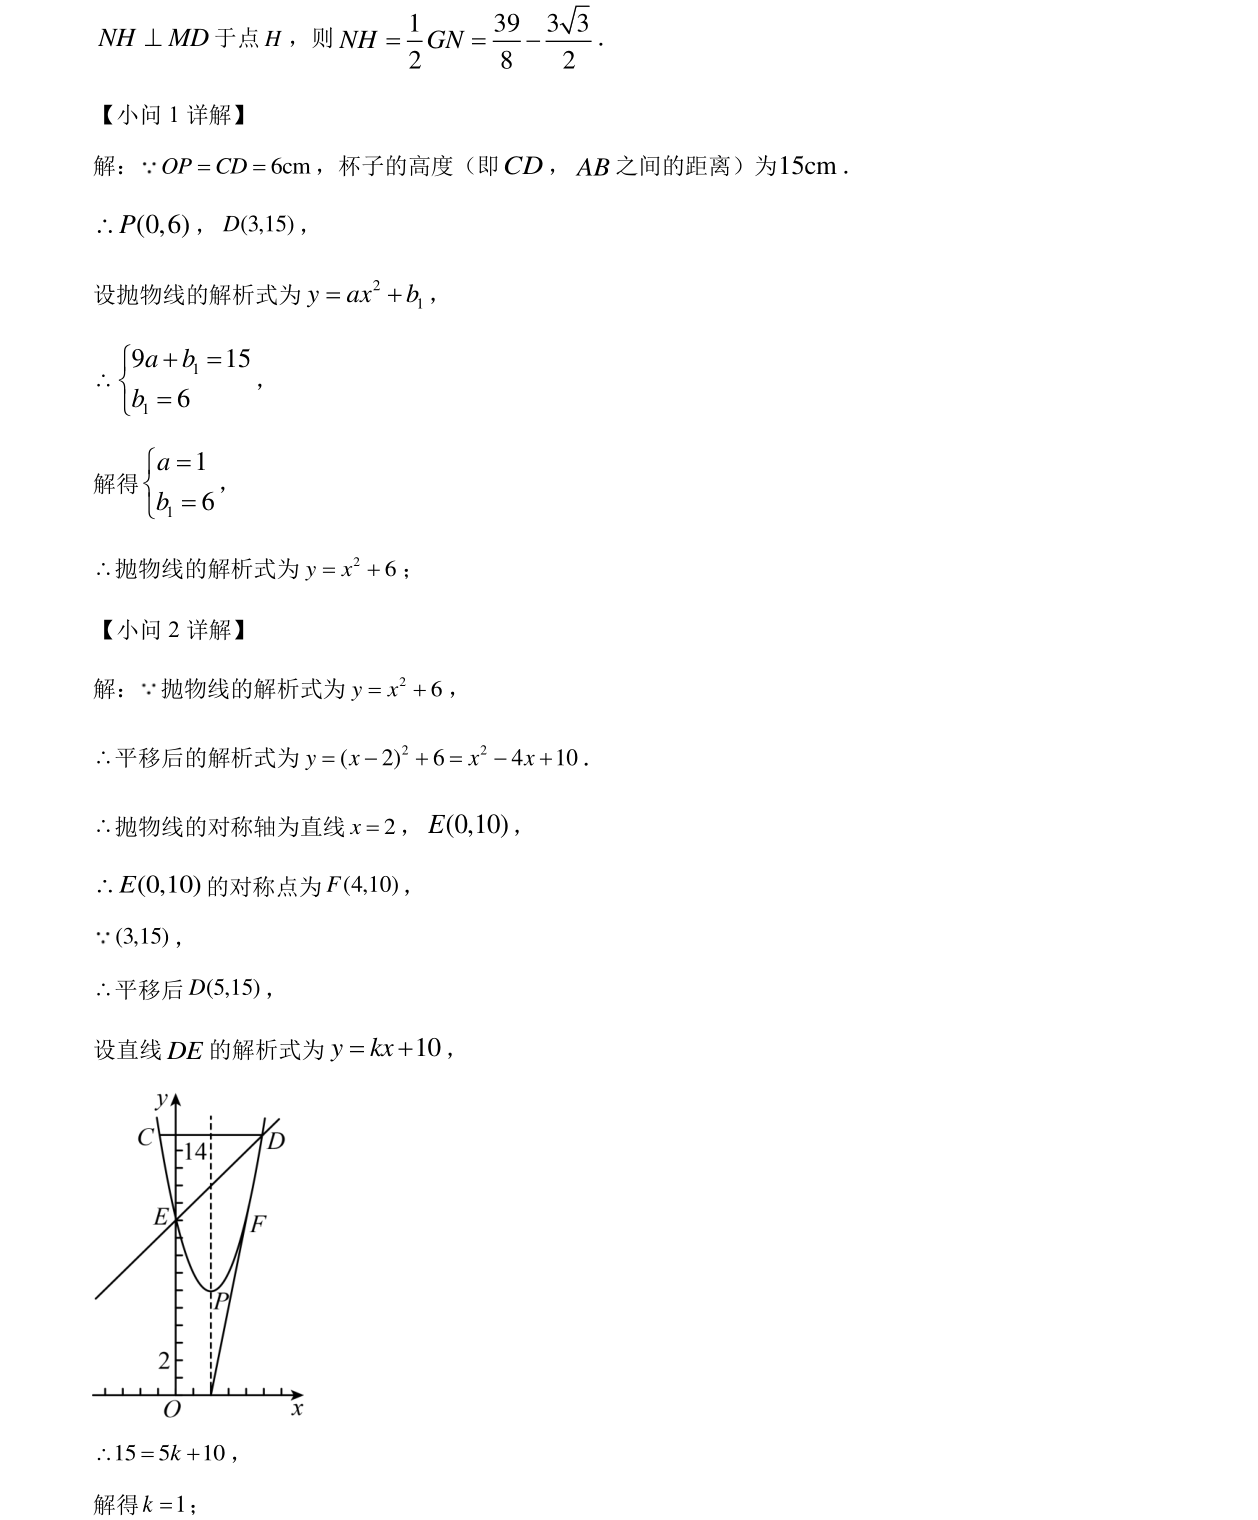 NH ⊥ MD 于点 H，则 NH = 1/2 GN = 39/8 − 3√3/2．
【小问 1 详解】
解：∵OP = CD = 6cm，杯子的高度（即 CD，AB 之间的距离）为15cm．
∴P(0,6)，D(3,15)，
设抛物线的解析式为 y = ax² + b₁，
∴{9a + b₁ = 15
b₁ = 6，
解得{a = 1
b₁ = 6，
∴抛物线的解析式为 y = x² + 6；
【小问 2 详解】
解：∵抛物线的解析式为 y = x² + 6，
∴平移后的解析式为 y = (x − 2)² + 6 = x² − 4x + 10．
∴抛物线的对称轴为直线 x = 2，E(0,10)，
∴E(0,10) 的对称点为 F(4,10)，
∵(3,15)，
∴平移后 D(5,15)，
设直线 DE 的解析式为 y = kx + 10，
y
C
14
D
E
F
P
2
O
x
∴15 = 5k + 10，
解得 k = 1；